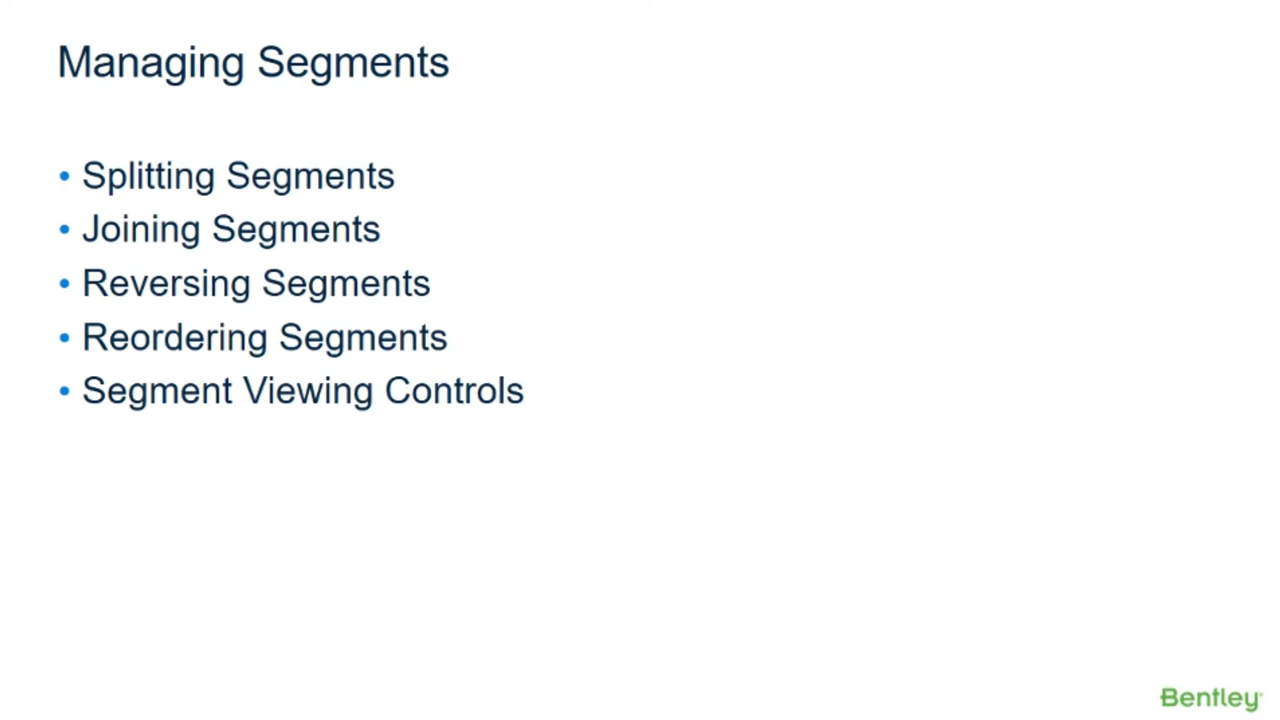 Managing Segments
• Splitting Segments
• Joining Segments
• Reversing Segments
• Reordering Segments
• Segment Viewing Controls
Bentley